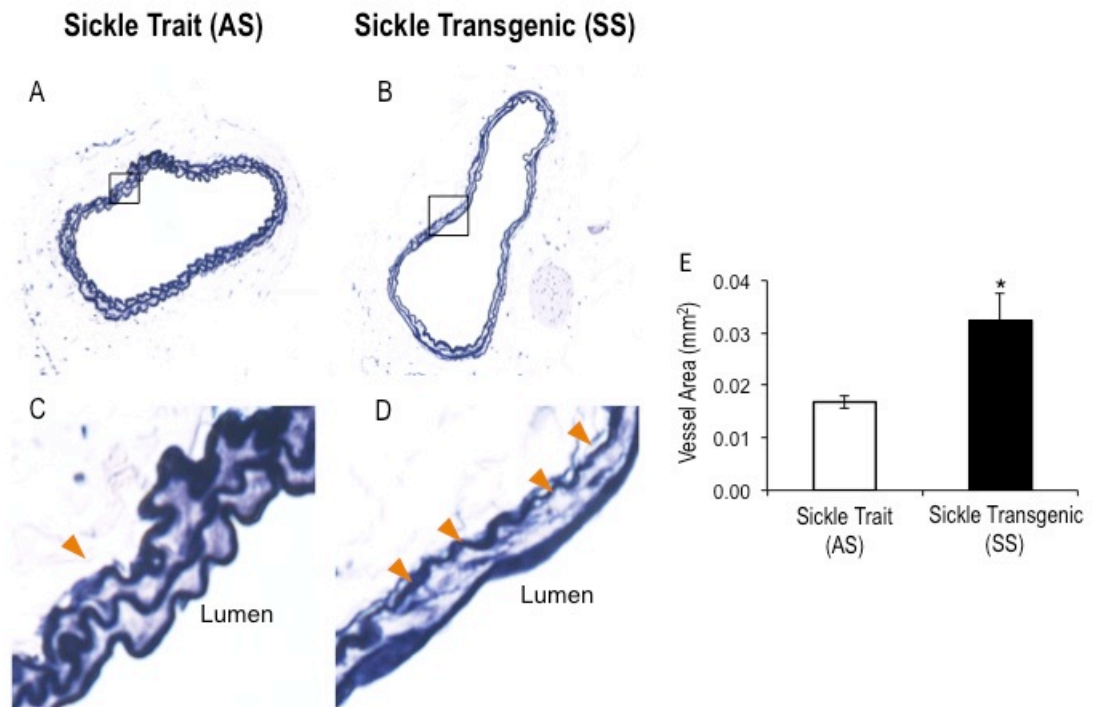 Sickle Trait (AS)
Sickle Transgenic (SS)
A
B
C
Lumen
D
Lumen
E
Vessel Area (mm²)
0.04
0.03
0.02
0.01
0.00
*
Sickle Trait
(AS)
Sickle Transgenic
(SS)